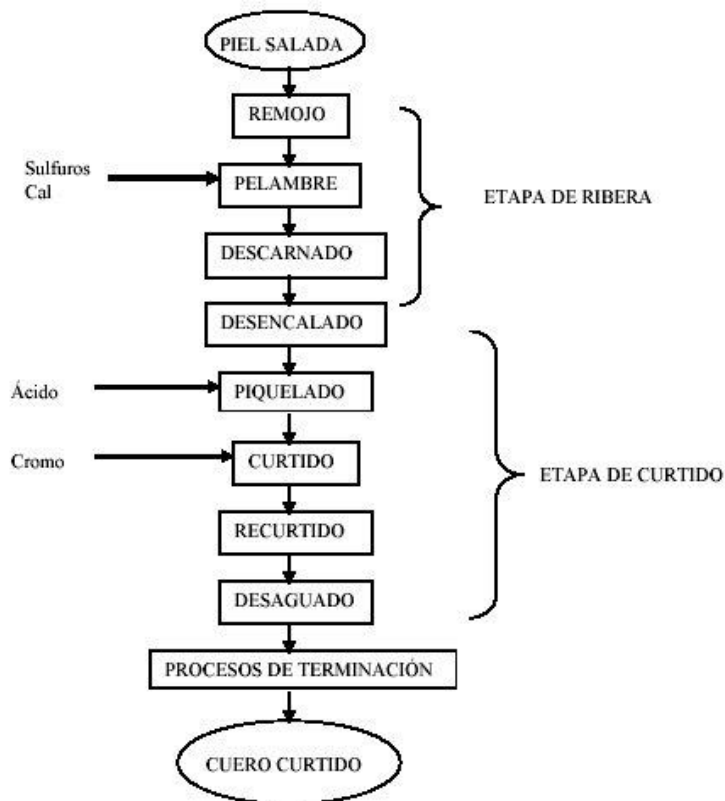 PIEL SALADA
REMOJO
Sulfuros
Cal
PELAMBRE
ETAPA DE RIBERA
DESCARNADO
DESENCALADO
Ácido
PIQUELADO
Cromo
CURTIDO
ETAPA DE CURTIDO
RECURTIDO
DESAGUADO
PROCESOS DE TERMINACIÓN
CUERO CURTIDO